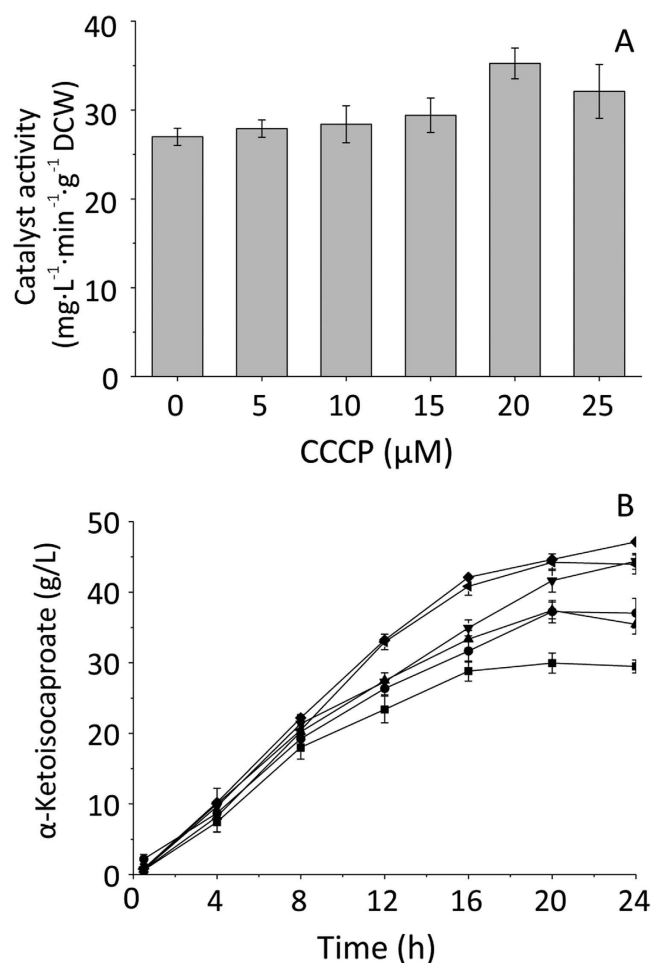 A
Catalyst activity
(mg·L⁻¹·min⁻¹·g⁻¹ DCW)
40
30
20
10
0
0 5 10 15 20 25
CCCP (µM)
B
α-Ketoisocaproate (g/L)
50
40
30
20
10
0
0 4 8 12 16 20 24
Time (h)